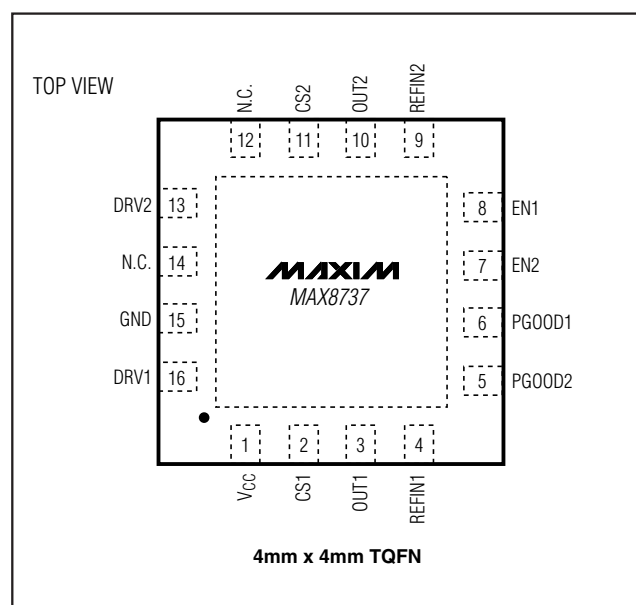 TOP VIEW
N.C.
CS2
OUT2
REFIN2
12
11
10
9
DRV2
13
8
EN1
N.C.
14
7
EN2
MAXIM
MAX8737
GND
15
6
PGOOD1
DRV1
16
5
PGOOD2
1
2
3
4
VCC
CS1
OUT1
REFIN1
4mm x 4mm TQFN